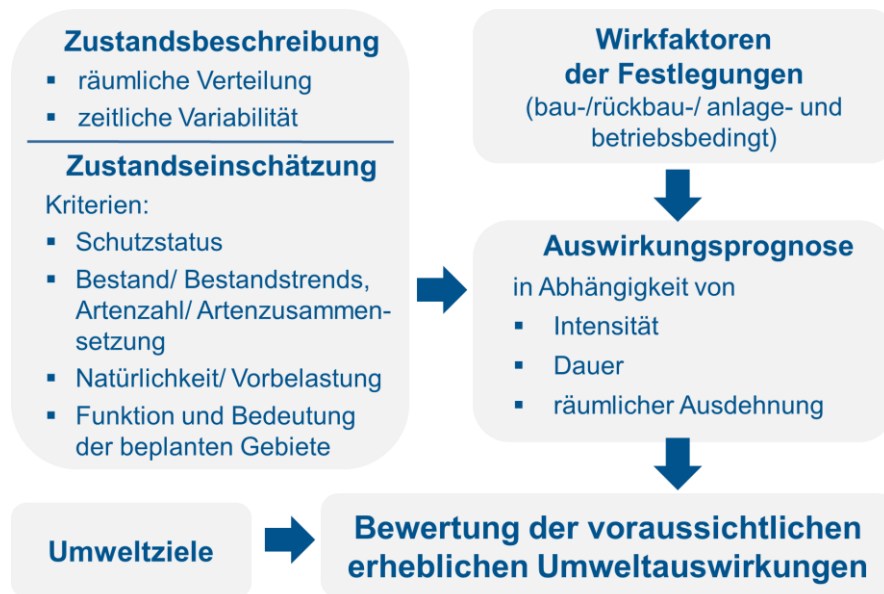 Zustandsbeschreibung
▪ räumliche Verteilung
▪ zeitliche Variabilität
Zustandseinschätzung
Kriterien:
▪ Schutzstatus
▪ Bestand/ Bestandstrends,
Artenzahl/ Artenzusammen-
setzung
▪ Natürlichkeit/ Vorbelastung
▪ Funktion und Bedeutung
der beplanten Gebiete
Wirkfaktoren
der Festlegungen
(bau-/rückbau-/ anlage- und
betriebsbedingt)
Auswirkungsprognose
in Abhängigkeit von
▪ Intensität
▪ Dauer
▪ räumlicher Ausdehnung
Umweltziele
Bewertung der voraussichtlichen
erheblichen Umweltauswirkungen